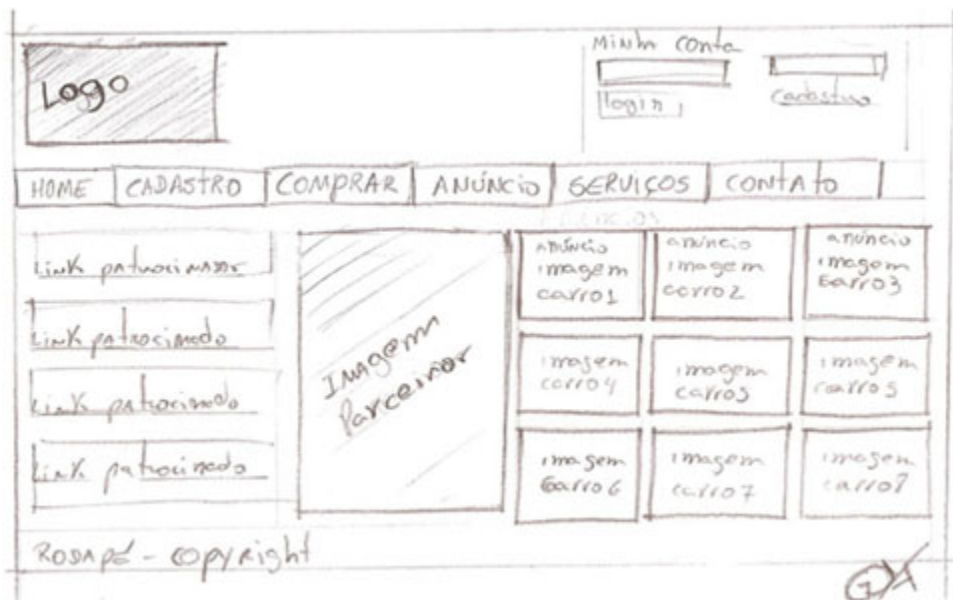 Logo
Minha conta
login
cadastro
HOME CADASTRO COMPRAR ANÚNCIO SERVIÇOS CONTATO
Link patrocinado
Link patrocinado
Link patrocinado
Link patrocinado
Imagem
Parceiros
anúncio
imagem
carro1
anúncio
imagem
carro2
anúncio
imagem
carro3
imagem
carro4
imagem
carro5
imagem
carro5
imagem
carro6
imagem
carro7
imagem
carro8
RODAPÉ - copyright